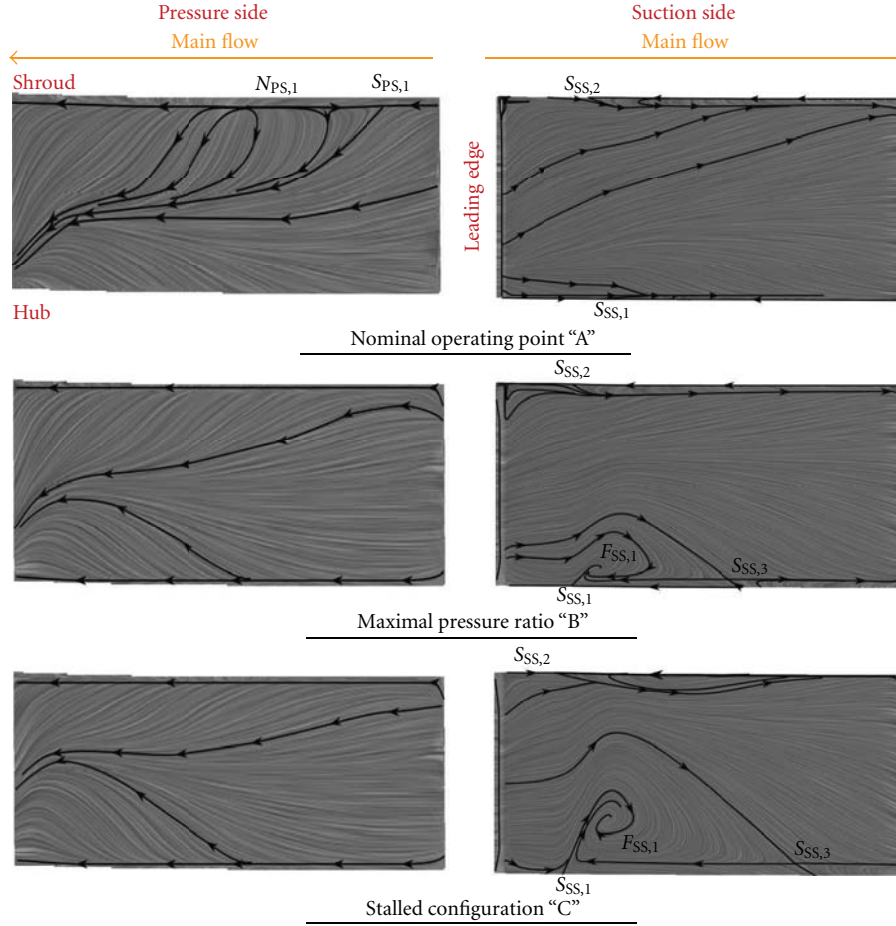 Pressure side
Suction side
Main flow
Main flow
Shroud
N_PS,1
S_PS,1
S_SS,2
Leading edge
Hub
S_SS,1
Nominal operating point “A”
S_SS,2
F_SS,1
S_SS,3
S_SS,1
Maximal pressure ratio “B”
S_SS,2
F_SS,1
S_SS,3
S_SS,1
Stalled configuration “C”